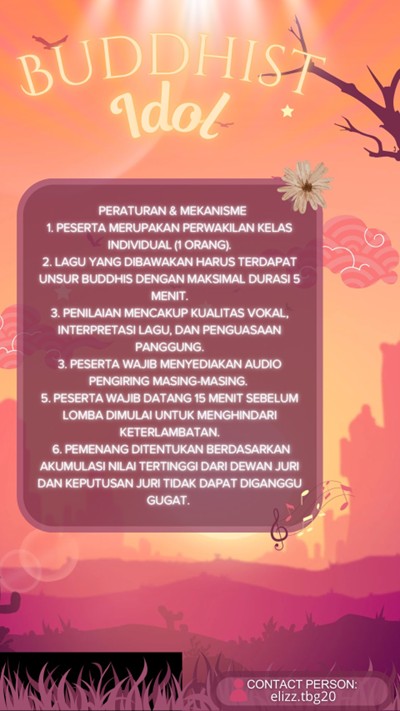 BUDDHIST
Idol
PERATURAN & MEKANISME
1. PESERTA MERUPAKAN PERWAKILAN KELAS
INDIVIDUAL (1 ORANG).
2. LAGU YANG DIBAWAKAN HARUS TERDAPAT
UNSUR BUDDHIS DENGAN MAKSIMAL DURASI 5
MENIT.
3. PENILAIAN MENCAKUP KUALITAS VOKAL,
INTERPRETASI LAGU, DAN PENGUASAAN
PANGGUNG.
3. PESERTA WAJIB MENYEDIAKAN AUDIO
PENGIRING MASING-MASING.
5. PESERTA WAJIB DATANG 15 MENIT SEBELUM
LOMBA DIMULAI UNTUK MENGHINDARI
KETERLAMBATAN.
6. PEMENANG DITENTUKAN BERDASARKAN
AKUMULASI NILAI TERTINGGI DARI DEWAN JURI
DAN KEPUTUSAN JURI TIDAK DAPAT DIGANGGU
GUGAT.
CONTACT PERSON:
elizz.tbg20